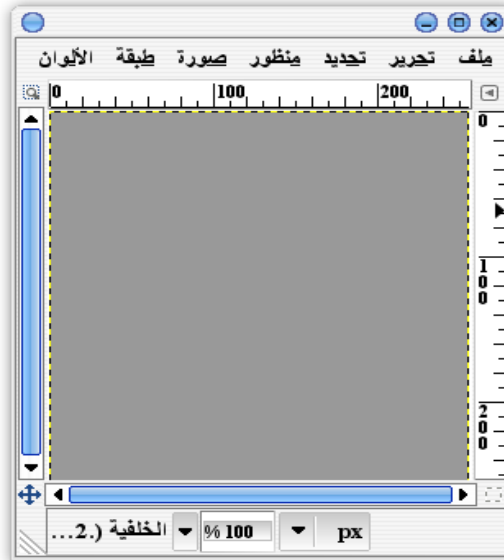 ملف تحرير تحديد منظور صورة طبقة الألوان
0 100 200
0
100
200
px 100 % الخلفية (.2...